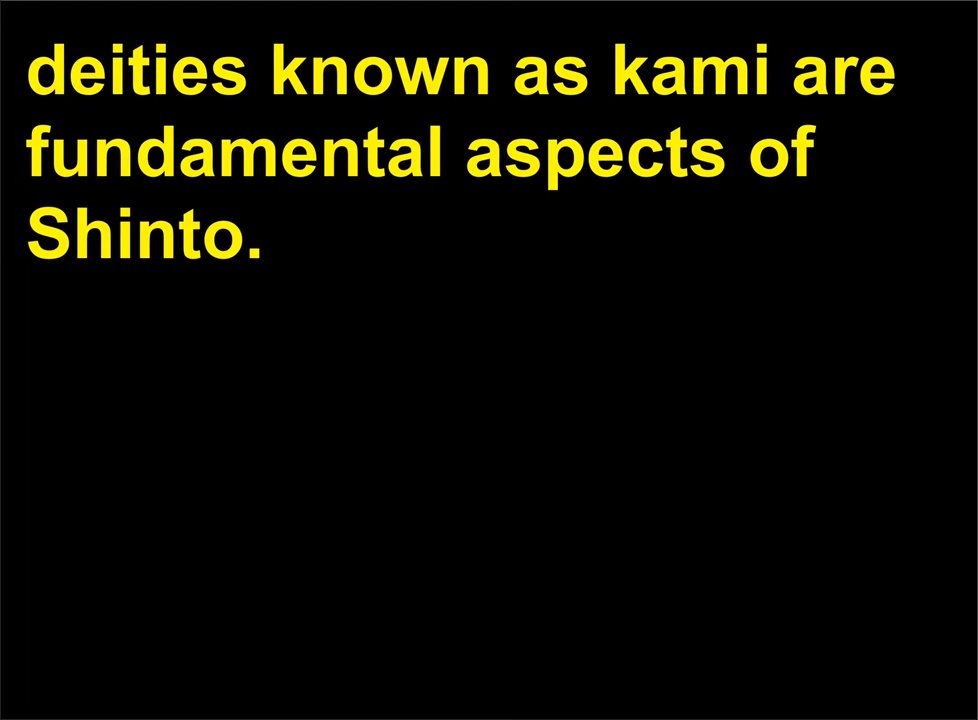 deities known as kami are
fundamental aspects of
Shinto.